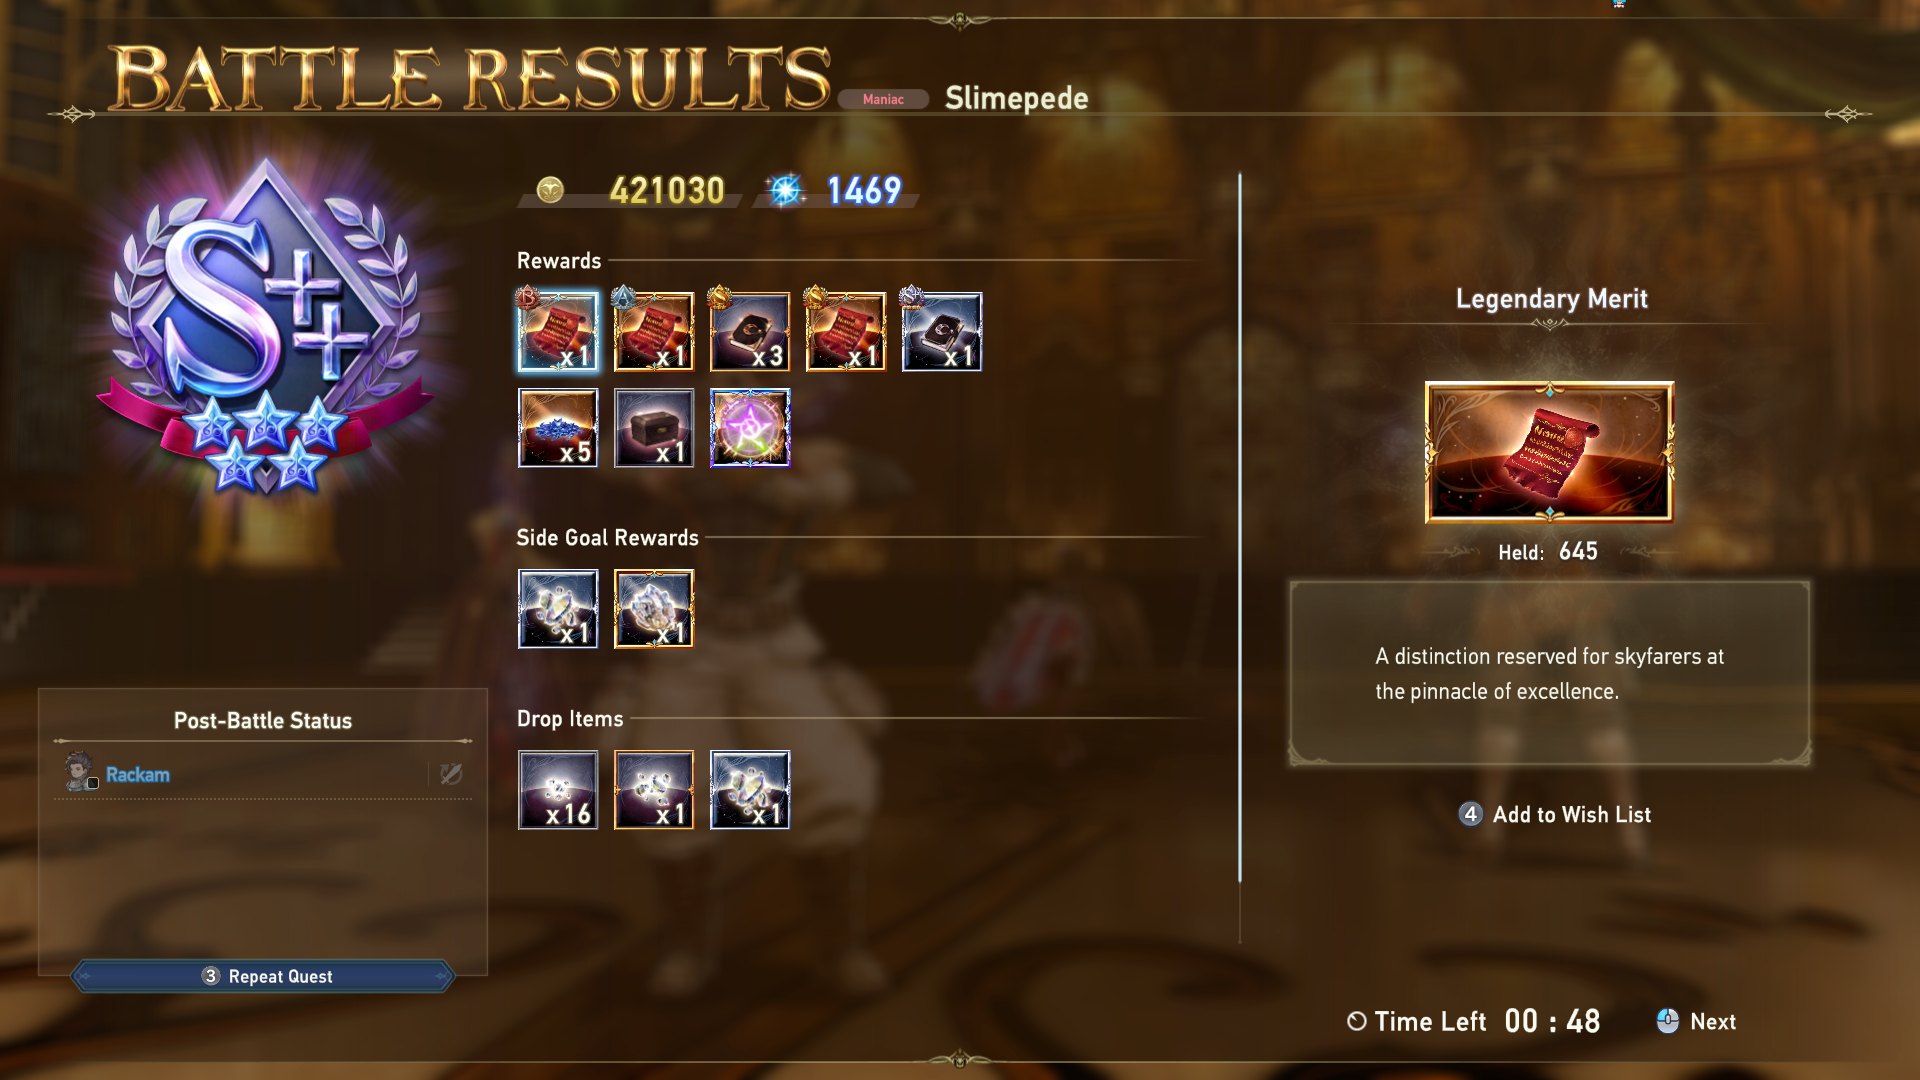 BATTLE RESULTS
Maniac
Slimepede
S++
421030
1469
Rewards
B
x1
A
x1
S
x3
S
x1
S+
x1
x5
x1
Side Goal Rewards
x1
x1
Drop Items
x16
x1
x1
Post-Battle Status
Rackam
3 Repeat Quest
Legendary Merit
Held: 645
A distinction reserved for skyfarers at
the pinnacle of excellence.
4 Add to Wish List
Time Left 00 : 48
Next